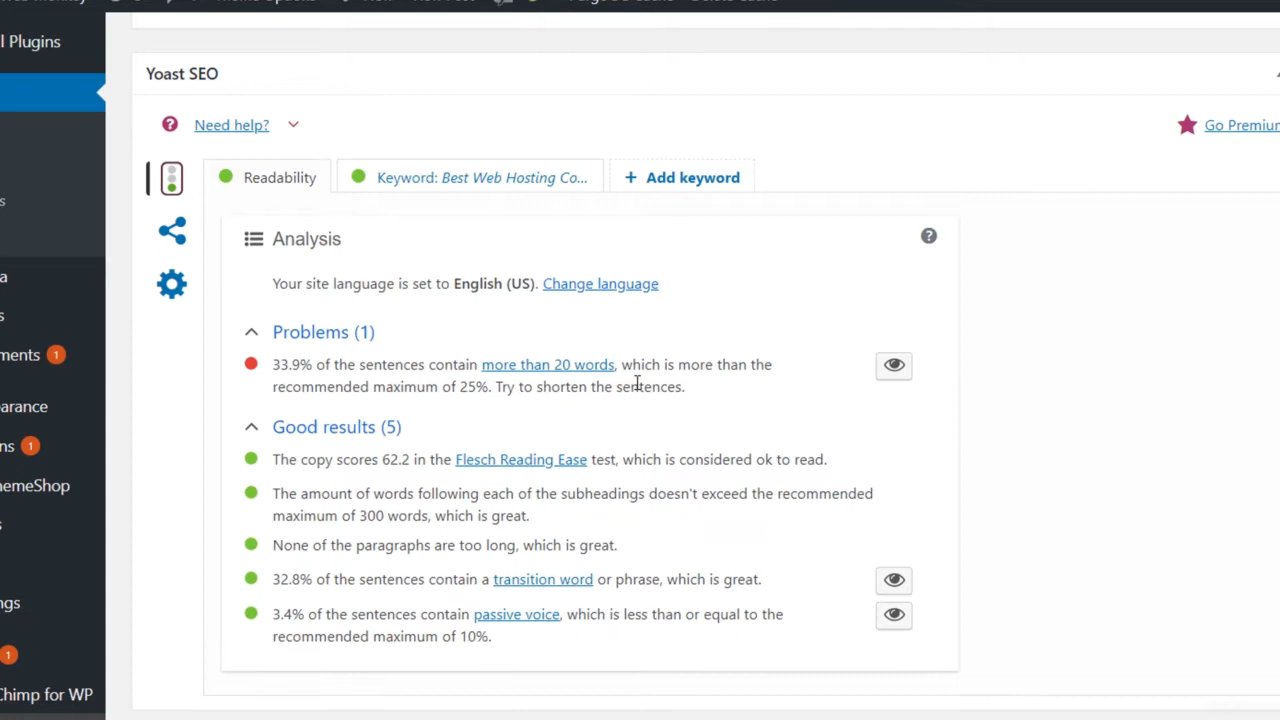 l Plugins
Yoast SEO
Need help?
Go Premium
Readability
Keyword: Best Web Hosting Co...
+ Add keyword
Analysis
Your site language is set to English (US). Change language
Problems (1)
33.9% of the sentences contain more than 20 words, which is more than the
recommended maximum of 25%. Try to shorten the sentences.
Good results (5)
The copy scores 62.2 in the Flesch Reading Ease test, which is considered ok to read.
The amount of words following each of the subheadings doesn't exceed the recommended
maximum of 300 words, which is great.
None of the paragraphs are too long, which is great.
32.8% of the sentences contain a transition word or phrase, which is great.
3.4% of the sentences contain passive voice, which is less than or equal to the
recommended maximum of 10%.
s
a
s
ments 1
arance
ns 1
hemeShop
s
ngs
1
Chimp for WP